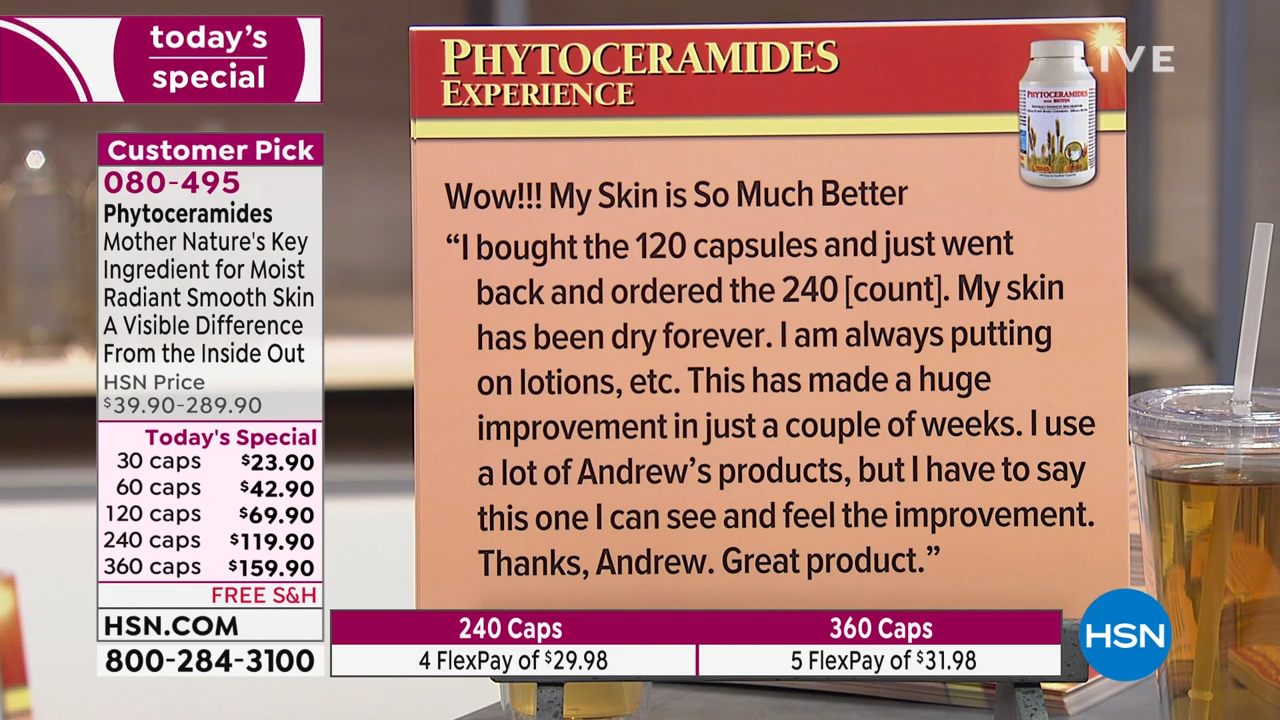 today's
special
Customer Pick
080-495
Phytoceramides
Mother Nature's Key
Ingredient for Moist
Radiant Smooth Skin
A Visible Difference
From the Inside Out
HSN Price
$39.90-289.90
Today's Special
30 caps $23.90
60 caps $42.90
120 caps $69.90
240 caps $119.90
360 caps $159.90
FREE S&H
HSN.COM
800-284-3100
PHYTOCERAMIDES
EXPERIENCE
LIVE
PHYTOCERAMIDES
WITH BIOTIN
Wow!!! My Skin is So Much Better
“I bought the 120 capsules and just went
back and ordered the 240 [count]. My skin
has been dry forever. I am always putting
on lotions, etc. This has made a huge
improvement in just a couple of weeks. I use
a lot of Andrew’s products, but I have to say
this one I can see and feel the improvement.
Thanks, Andrew. Great product.”
240 Caps
4 FlexPay of $29.98
360 Caps
5 FlexPay of $31.98
HSN